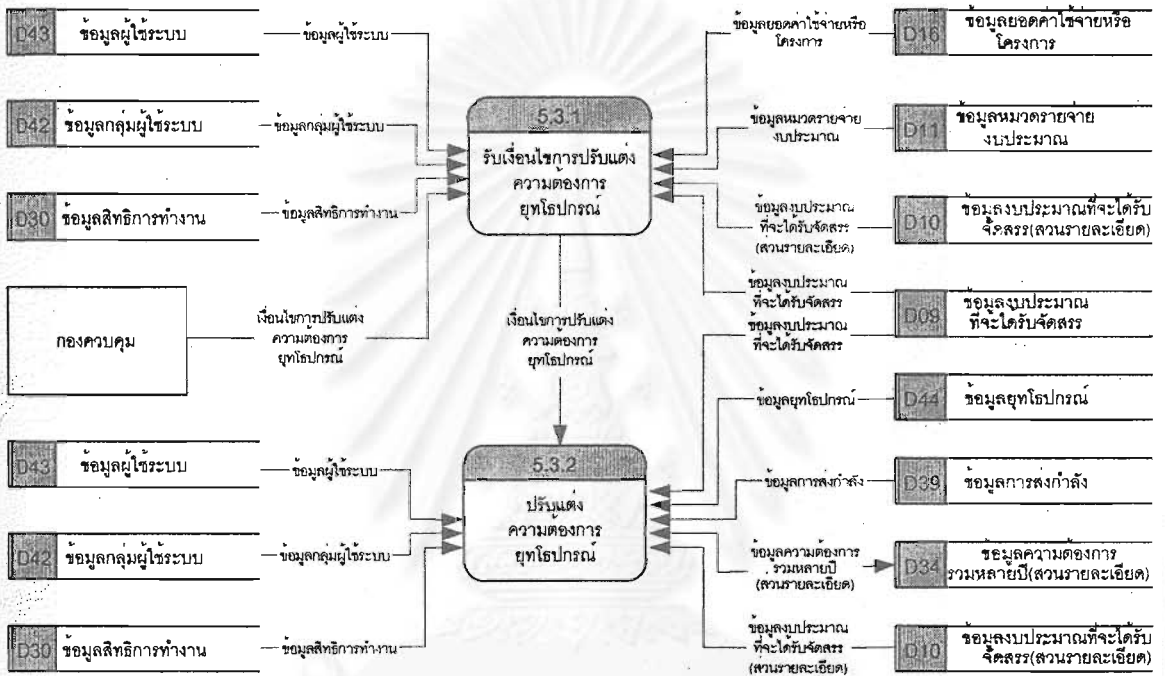 D43 ข้อมูลผู้ใช้ระบบ
ข้อมูลผู้ใช้ระบบ
D42 ข้อมูลกลุ่มผู้ใช้ระบบ
ข้อมูลกลุ่มผู้ใช้ระบบ
D30 ข้อมูลสิทธิการทำงาน
ข้อมูลสิทธิการทำงาน
กองควบคุม
เงื่อนไขการปรับแต่ง
ความต้องการ
ยุทโธปกรณ์
5.3.1
รับเงื่อนไขการปรับแต่ง
ความต้องการ
ยุทโธปกรณ์
ข้อมูลยอดค่าใช้จ่ายหรือ
โครงการ
D16 ข้อมูลยอดค่าใช้จ่ายหรือ
โครงการ
ข้อมูลหมวดรายจ่าย
งบประมาณ
D11 ข้อมูลหมวดรายจ่าย
งบประมาณ
ข้อมูลงบประมาณ
ที่จะได้รับจัดสรร
(ส่วนรายละเอียด)
D10 ข้อมูลงบประมาณที่จะได้รับ
จัดสรร(ส่วนรายละเอียด)
ข้อมูลงบประมาณ
ที่จะได้รับจัดสรร
ข้อมูลงบประมาณ
ที่จะได้รับจัดสรร
D09 ข้อมูลงบประมาณ
ที่จะได้รับจัดสรร
เงื่อนไขการปรับแต่ง
ความต้องการ
ยุทโธปกรณ์
ข้อมูลยุทโธปกรณ์
D44 ข้อมูลยุทโธปกรณ์
D43 ข้อมูลผู้ใช้ระบบ
ข้อมูลผู้ใช้ระบบ
D42 ข้อมูลกลุ่มผู้ใช้ระบบ
ข้อมูลกลุ่มผู้ใช้ระบบ
D30 ข้อมูลสิทธิการทำงาน
ข้อมูลสิทธิการทำงาน
5.3.2
ปรับแต่ง
ความต้องการ
ยุทโธปกรณ์
ข้อมูลการส่งกำลัง
D39 ข้อมูลการส่งกำลัง
ข้อมูลความต้องการ
รวมหลายปี
(ส่วนรายละเอียด)
D34 ข้อมูลความต้องการ
รวมหลายปี(ส่วนรายละเอียด)
ข้อมูลงบประมาณ
ที่จะได้รับจัดสรร
(ส่วนรายละเอียด)
D10 ข้อมูลงบประมาณที่จะได้รับ
จัดสรร(ส่วนรายละเอียด)